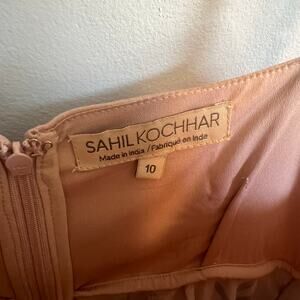 SAHIL KOCHHAR
Made in India / Fabriqué en Inde
10